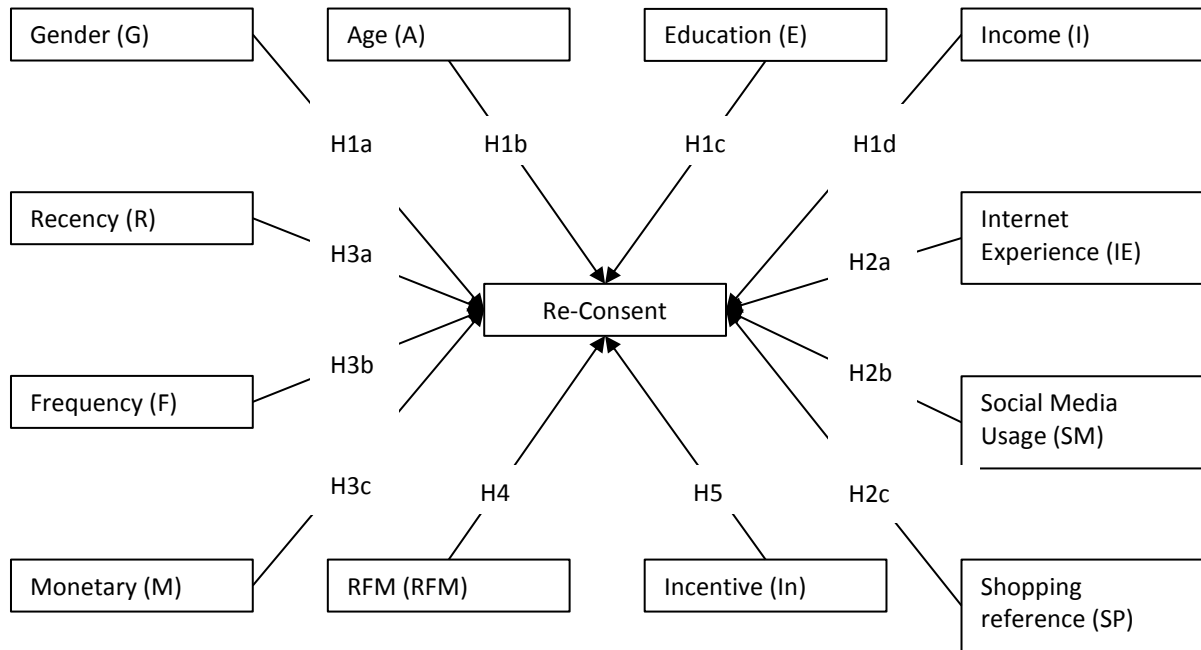 Gender (G)
Age (A)
Education (E)
Income (I)
H1a
H1b
H1c
H1d
Recency (R)
Internet
Experience (IE)
H3a
H2a
Re-Consent
H3b
H2b
Frequency (F)
Social Media
Usage (SM)
H3c
H4
H5
H2c
Monetary (M)
RFM (RFM)
Incentive (In)
Shopping
reference (SP)